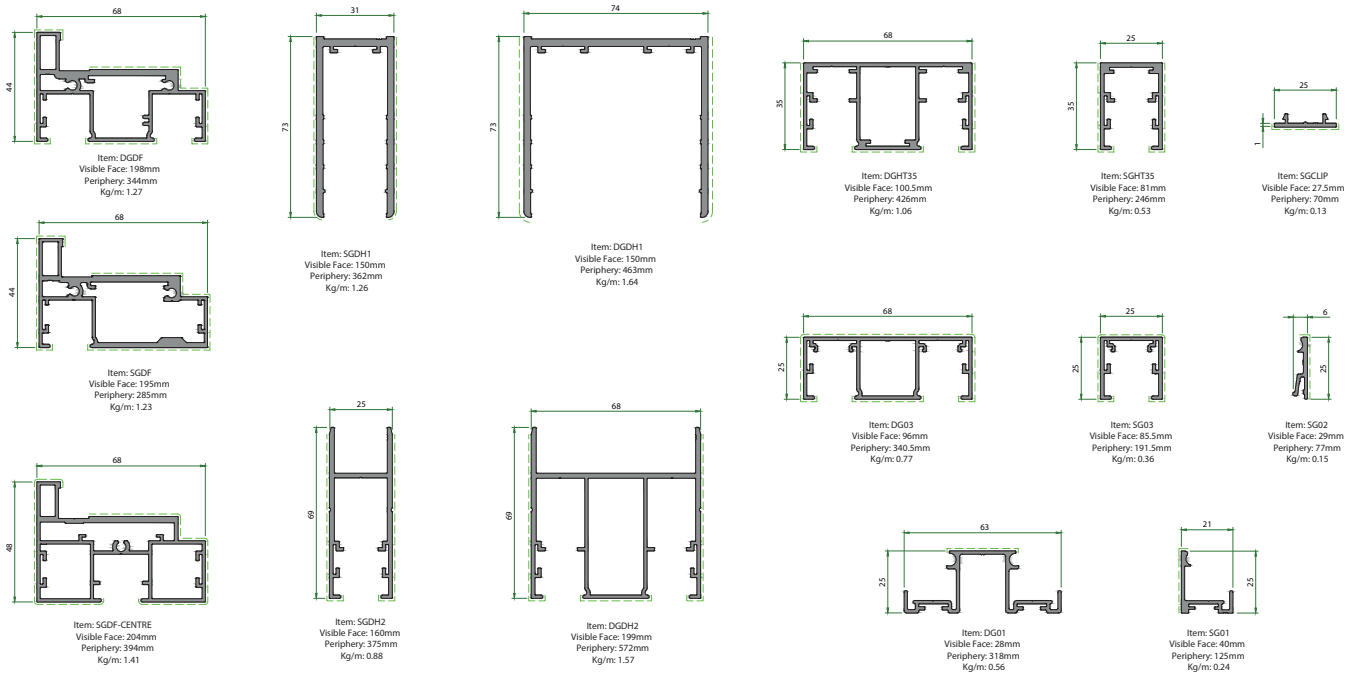 68
44
Item: DGDF
Visible Face: 198mm
Periphery: 344mm
Kg/m: 1.27
31
73
Item: SGDH1
Visible Face: 150mm
Periphery: 362mm
Kg/m: 1.26
74
73
Item: DGDH1
Visible Face: 150mm
Periphery: 463mm
Kg/m: 1.64
68
35
Item: DGHT35
Visible Face: 100.5mm
Periphery: 426mm
Kg/m: 1.06
25
35
Item: SGHT35
Visible Face: 81mm
Periphery: 246mm
Kg/m: 0.53
25
1
Item: SGCLIP
Visible Face: 27.5mm
Periphery: 70mm
Kg/m: 0.13
68
44
Item: SGDF
Visible Face: 195mm
Periphery: 285mm
Kg/m: 1.23
68
25
Item: DG03
Visible Face: 96mm
Periphery: 340.5mm
Kg/m: 0.77
25
25
Item: SG03
Visible Face: 85.5mm
Periphery: 191.5mm
Kg/m: 0.36
6
25
Item: SG02
Visible Face: 29mm
Periphery: 77mm
Kg/m: 0.15
68
48
Item: SGDF-CENTRE
Visible Face: 204mm
Periphery: 394mm
Kg/m: 1.41
25
69
Item: SGDH2
Visible Face: 160mm
Periphery: 375mm
Kg/m: 0.88
68
69
Item: DGDH2
Visible Face: 199mm
Periphery: 572mm
Kg/m: 1.57
63
25
Item: DG01
Visible Face: 28mm
Periphery: 318mm
Kg/m: 0.56
21
25
Item: SG01
Visible Face: 40mm
Periphery: 125mm
Kg/m: 0.24